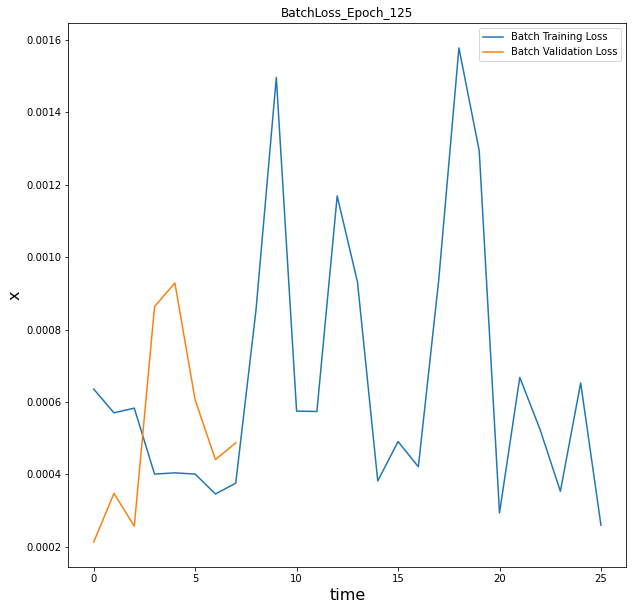 BatchLoss_Epoch_125
Batch Training Loss
Batch Validation Loss
0.0016
0.0014
0.0012
0.0010
0.0008
0.0006
0.0004
0.0002
x
0 5 10 15 20 25
time